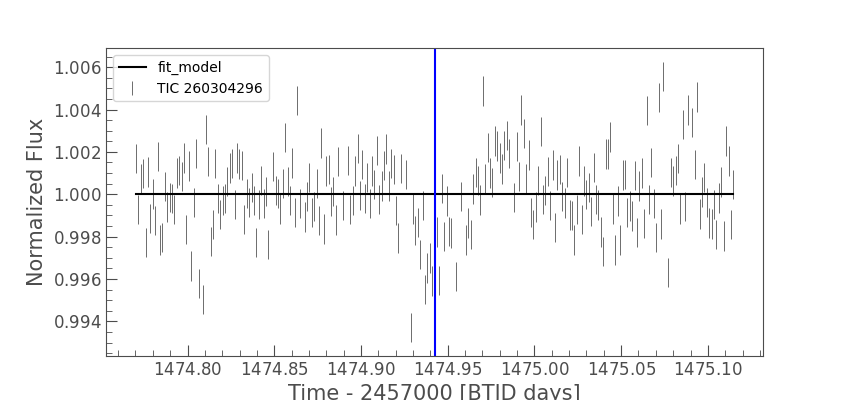 fit_model
TIC 260304296
1.006
1.004
1.002
1.000
0.998
0.996
0.994
Normalized Flux
1474.80 1474.85 1474.90 1474.95 1475.00 1475.05 1475.10
Time - 2457000 [BTJD days]